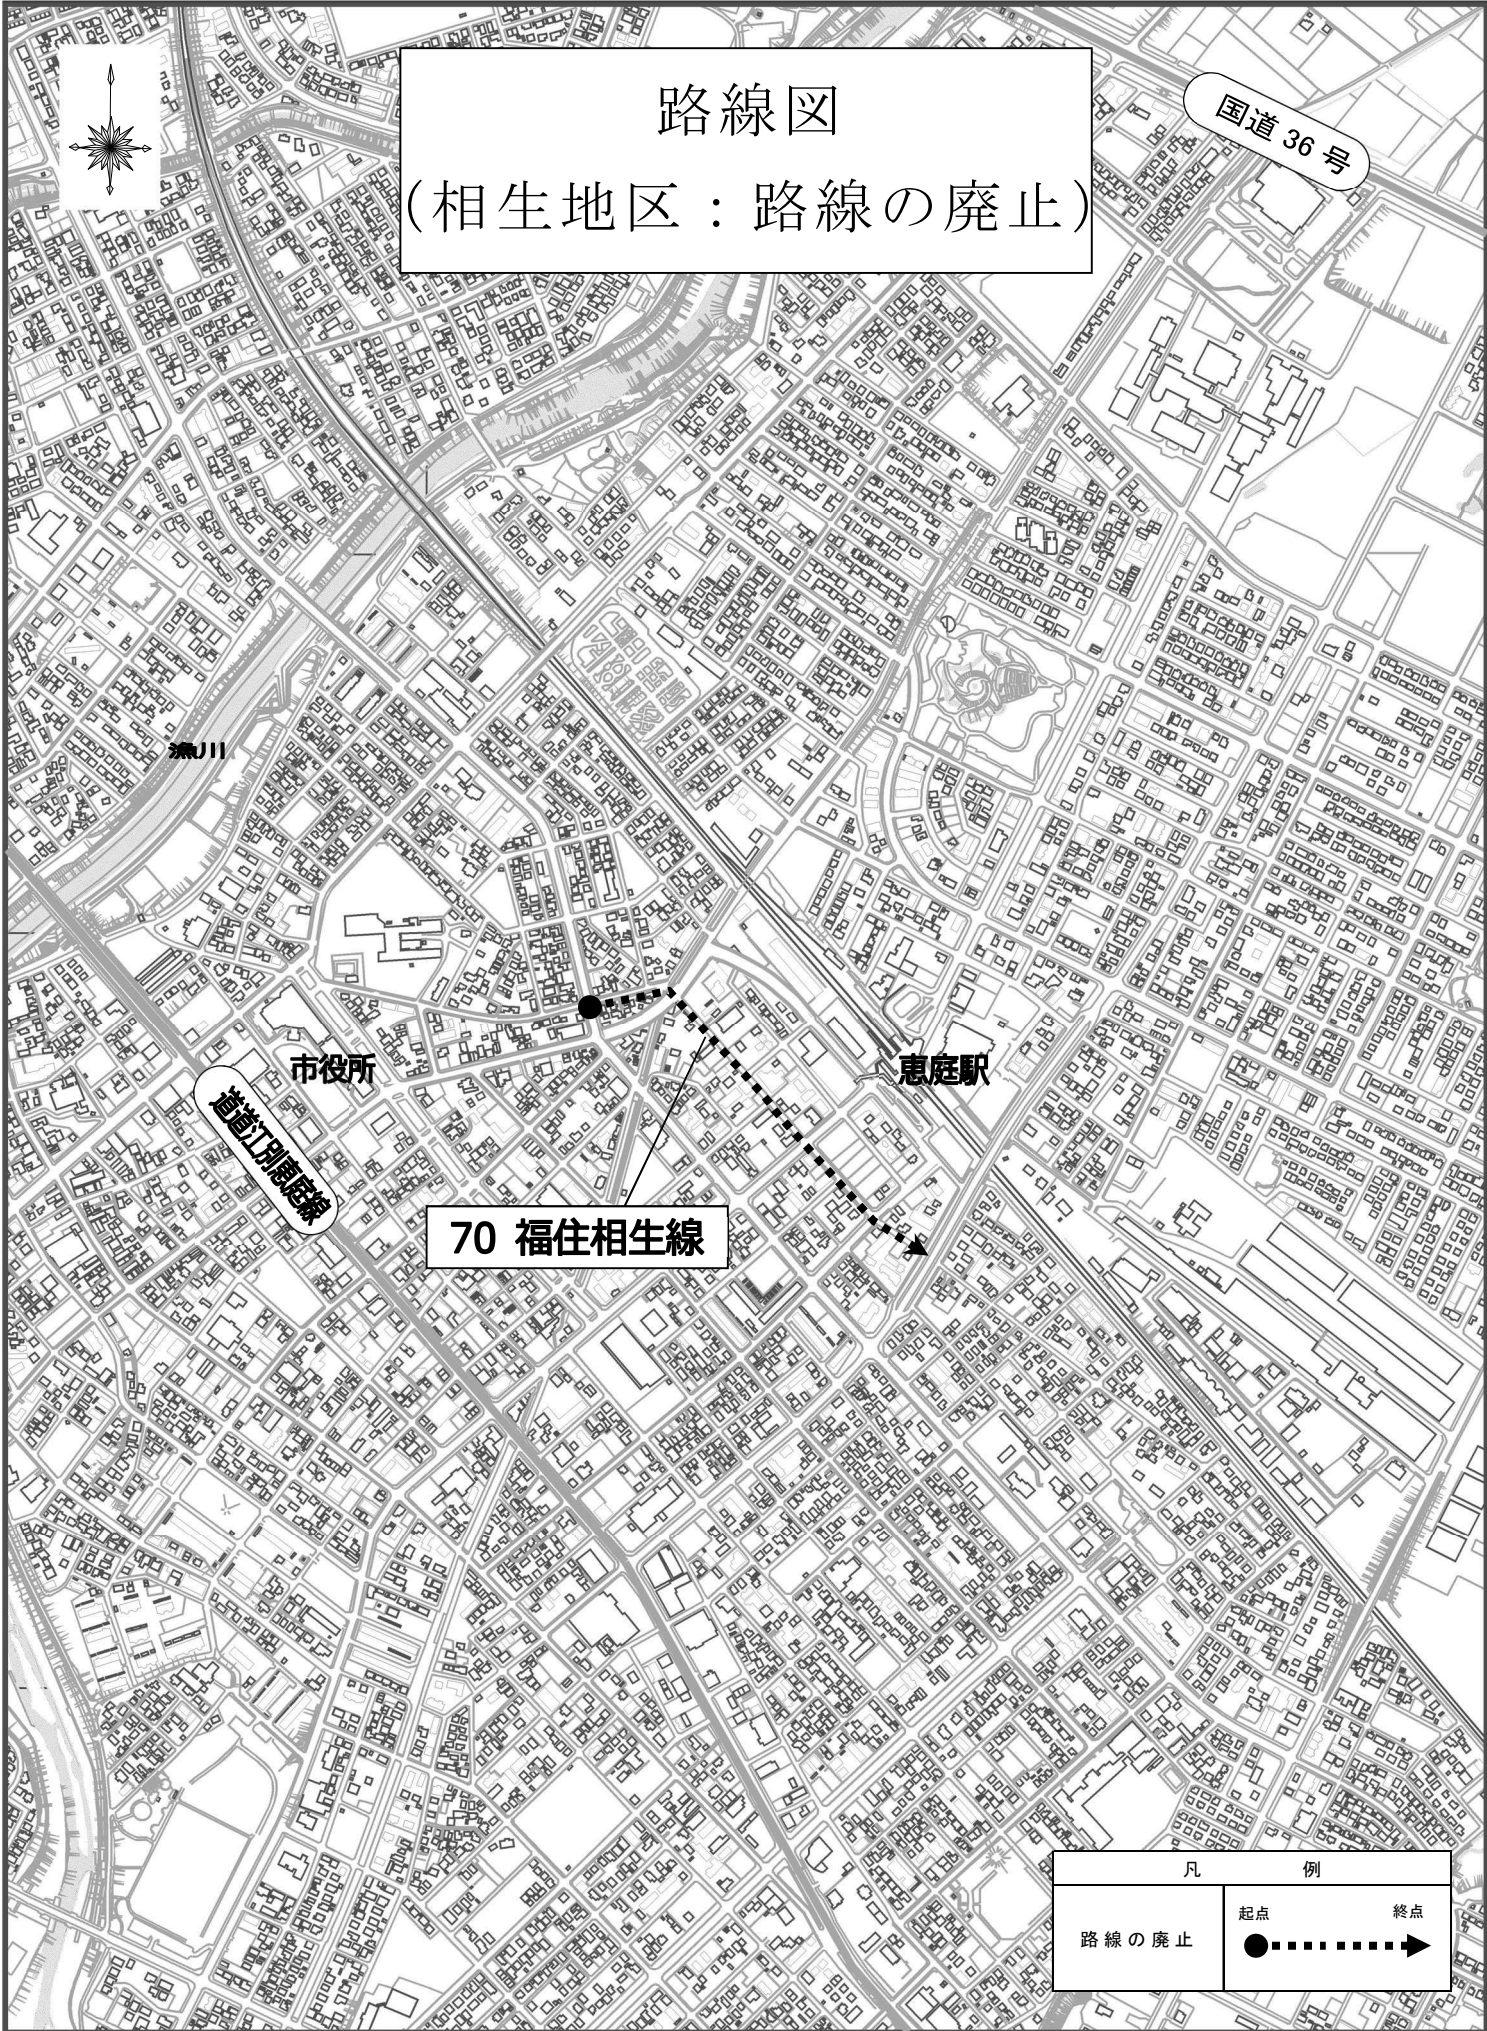 路線図
(相生地区:路線の廃止)
国道 36 号
漁川
市役所
恵庭駅
道道江別恵庭線
70 福住相生線
凡 例
路線の廃止
起点 終点